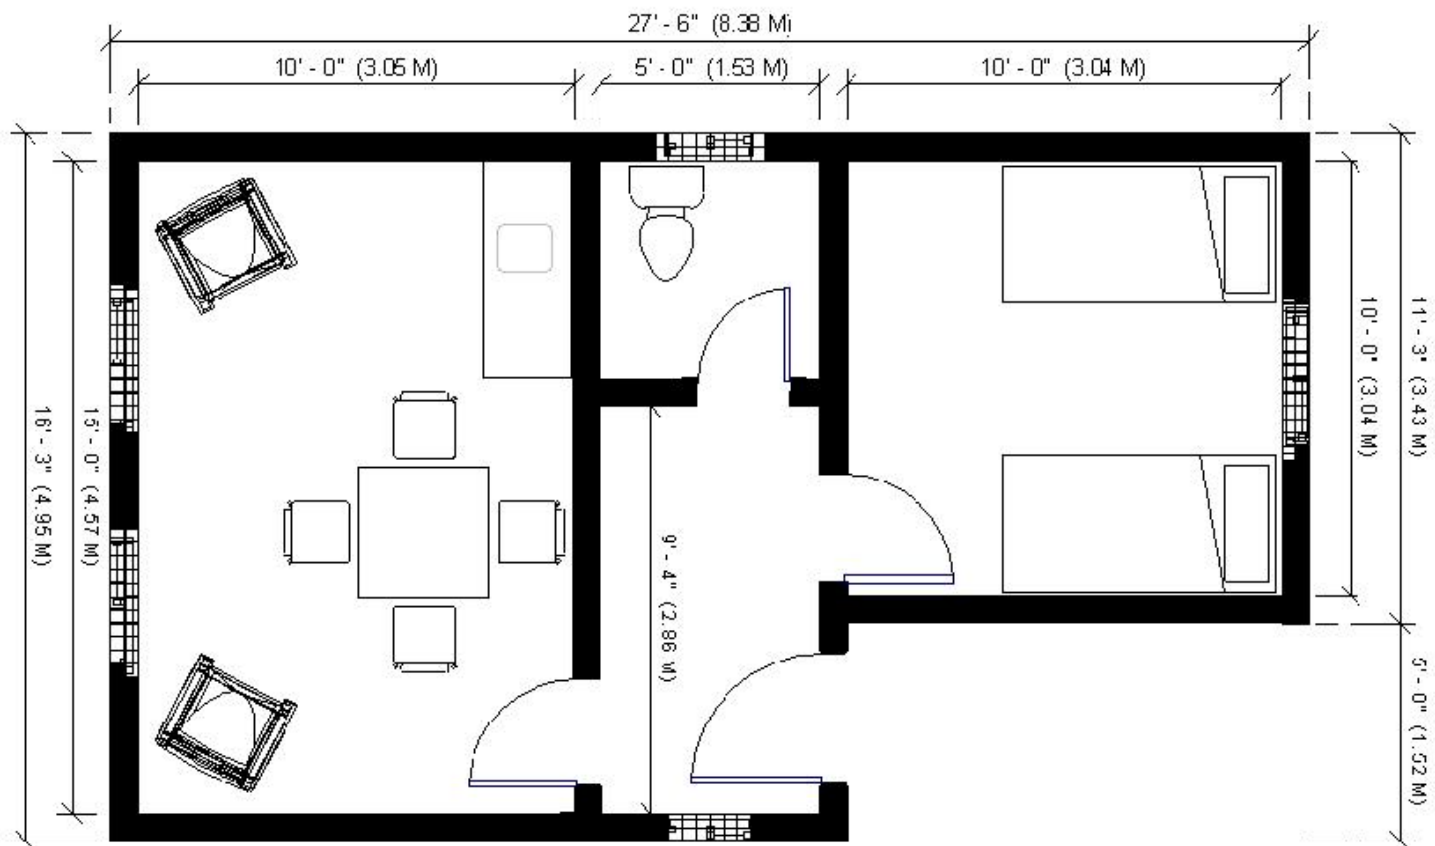 27'- 6" (8.38 M)
10' - 0" (3.05 M)
5' - 0" (1.53 M)
10' - 0" (3.04 M)
16' - 3" (4.95 M)
15' - 0" (4.57 M)
9' - 4" (2.86 M)
10' - 0" (3.04 M)
11' - 3" (3.43 M)
5' - 0" (1.52 M)